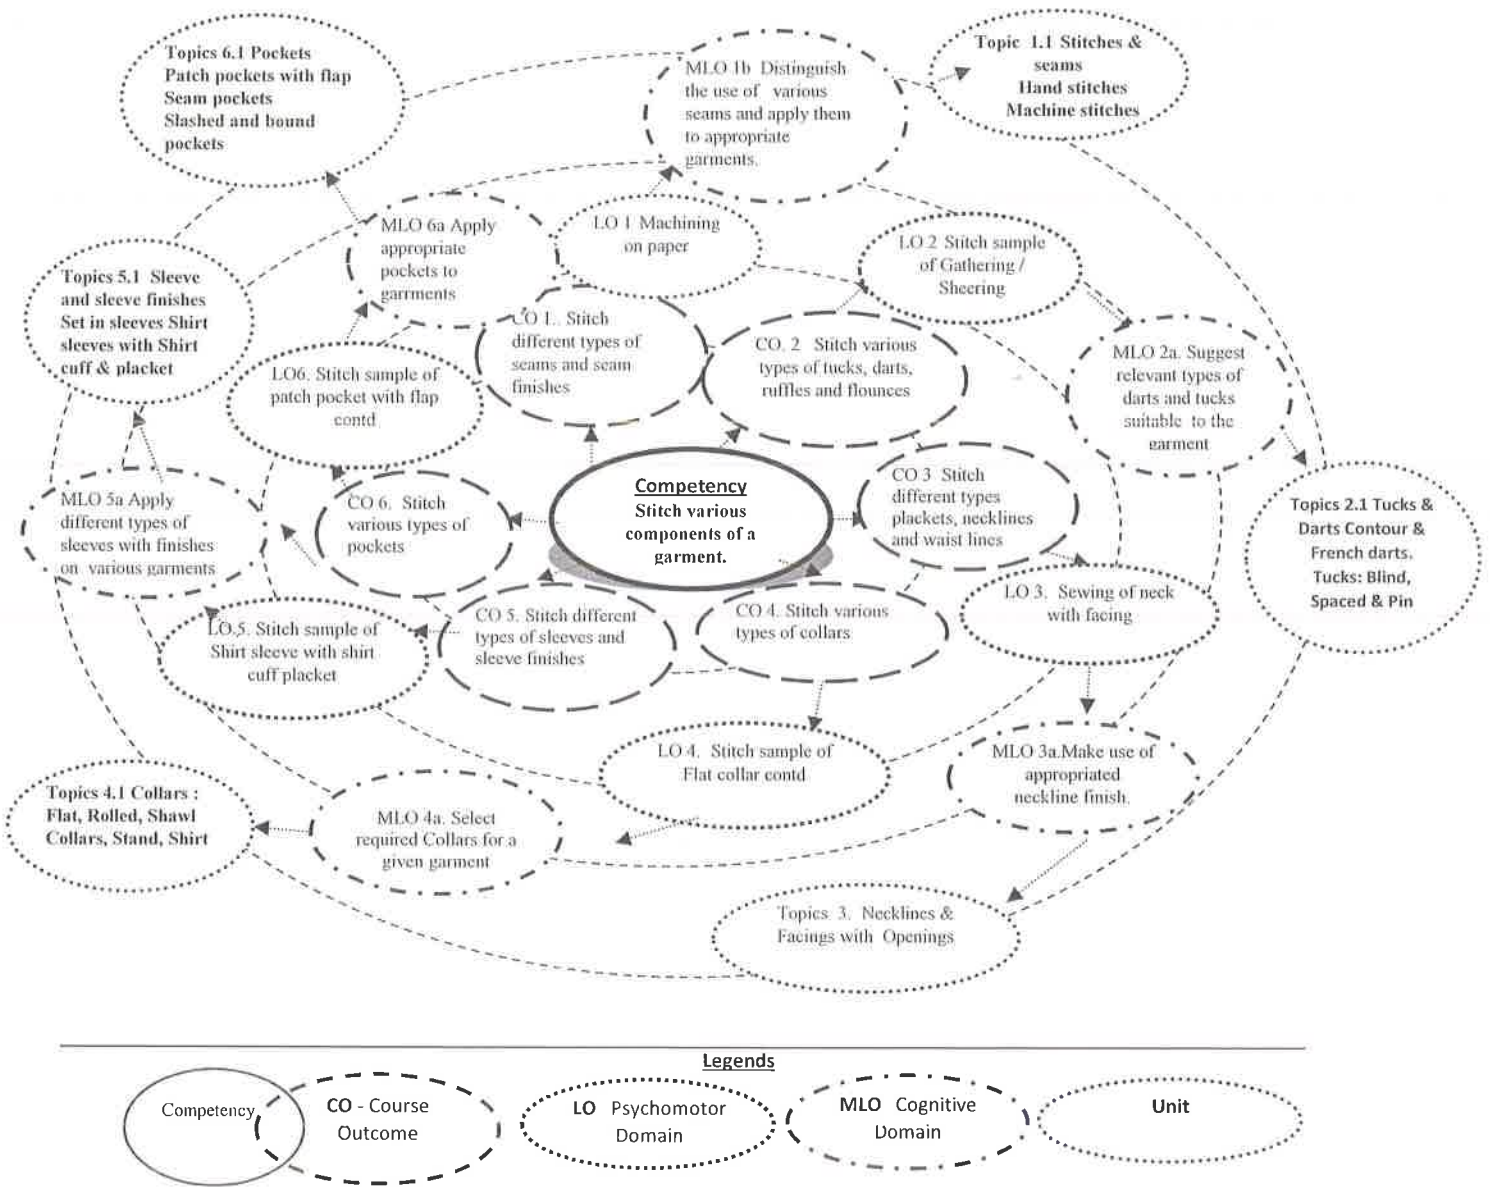 Topics 6.1 Pockets
Patch pockets with flap
Seam pockets
Slashed and bound
pockets
MLO 1b Distinguish
the use of various
seams and apply them
to appropriate
garments.
Topic 1.1 Stitches &
seams
Hand stitches
Machine stitches
MLO 6a Apply
appropriate
pockets to
garrments
LO 1 Machining
on paper
LO 2 Stitch sample
of Gathering /
Sheering
Topics 5.1 Sleeve
and sleeve finishes
Set in sleeves Shirt
sleeves with Shirt
cuff & placket
CO 1. Stitch
different types of
seams and seam
finishes
CO. 2 Stitch various
types of tucks, darts,
ruffles and flounces
MLO 2a. Suggest
relevant types of
darts and tucks
suitable to the
garment
LO6. Stitch sample of
patch pocket with flap
contd
Competency
Stitch various
components of a
garment.
CO 3 Stitch
different types
plackets, necklines
and waist lines
MLO 5a Apply
different types of
sleeves with finishes
on various garments
CO 6. Stitch
various types of
pockets
Topics 2.1 Tucks &
Darts Contour &
French darts.
Tucks: Blind,
Spaced & Pin
LO.5. Stitch sample of
Shirt sleeve with shirt
cuff placket
CO 5. Stitch different
types of sleeves and
sleeve finishes
CO 4. Stitch various
types of collars
LO 3. Sewing of neck
with facing
LO 4. Stitch sample of
Flat collar contd
MLO 3a.Make use of
appropriated
neckline finish.
Topics 4.1 Collars :
Flat, Rolled, Shawl
Collars, Stand, Shirt
MLO 4a. Select
required Collars for a
given garment
Topics 3. Necklines &
Facings with Openings
Legends
Competency
CO - Course
Outcome
LO Psychomotor
Domain
MLO Cognitive
Domain
Unit